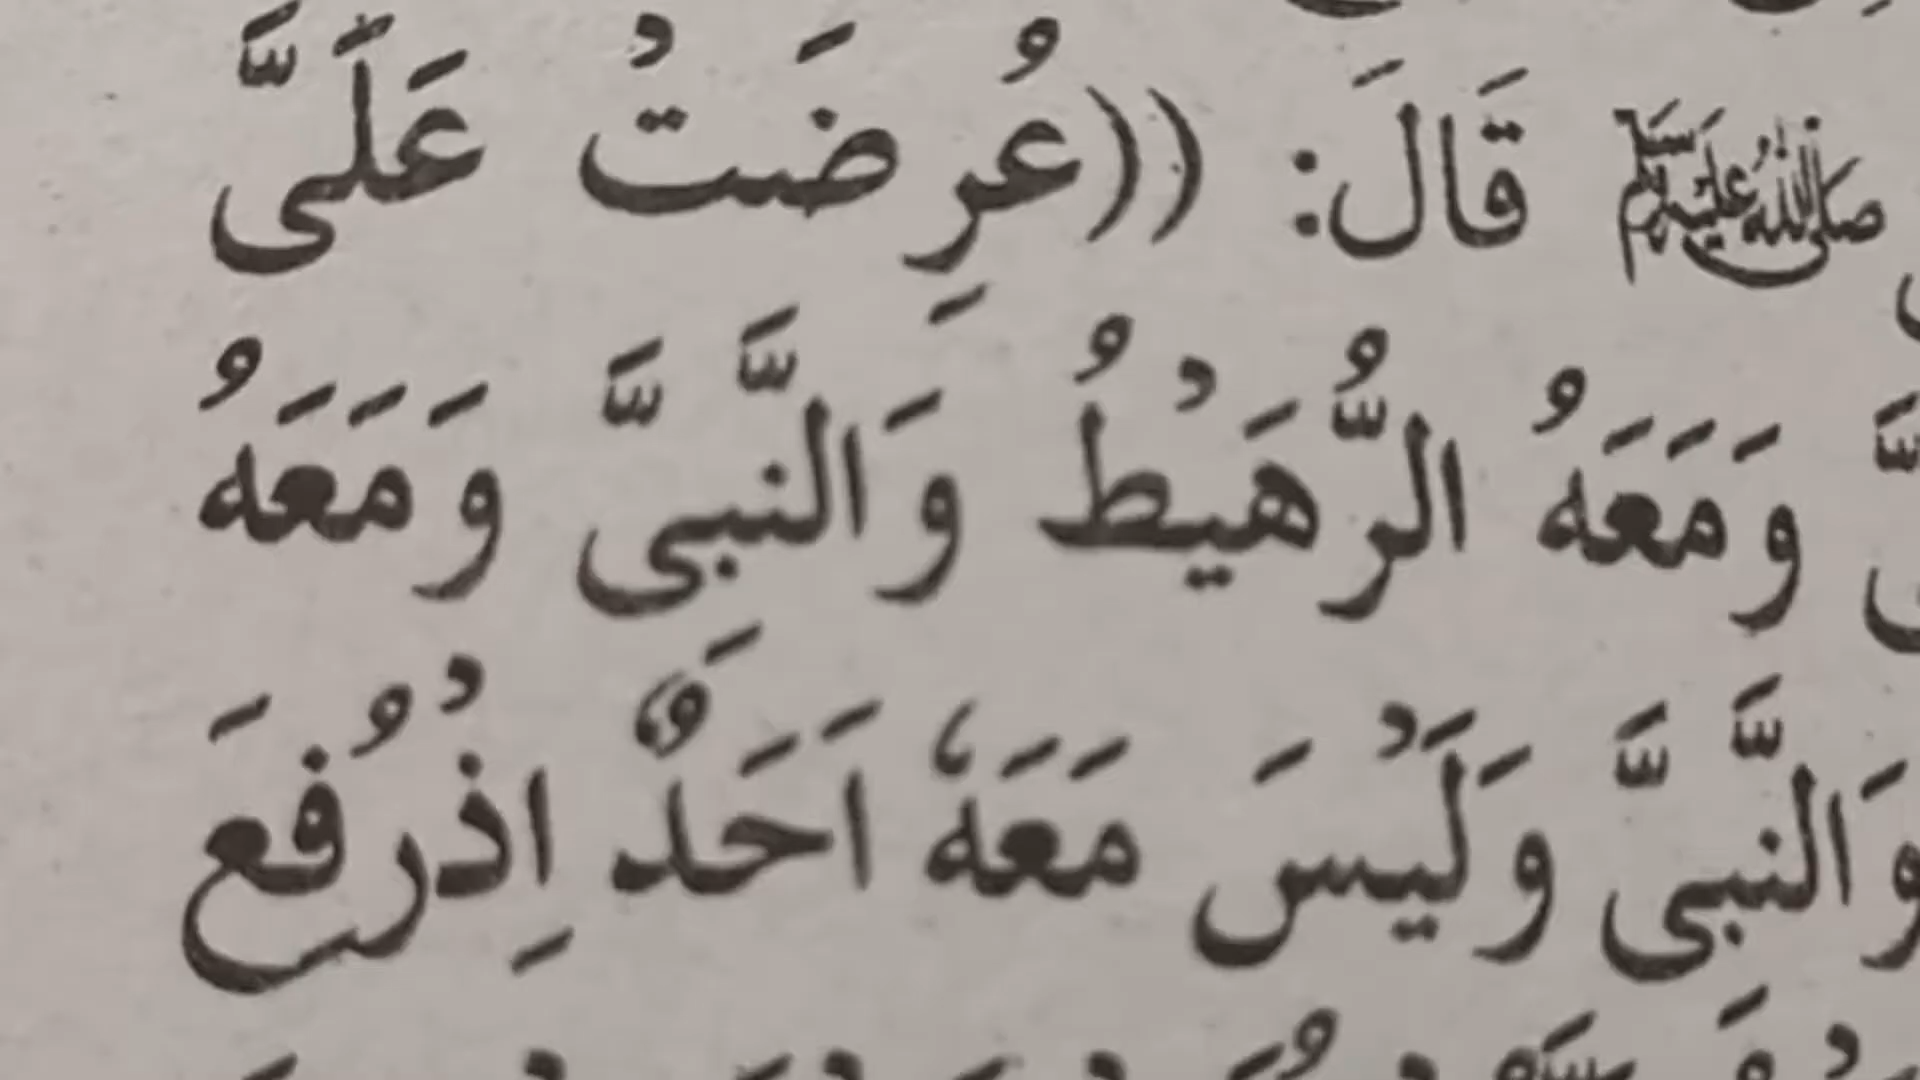 ﷺ قَالَ: ((عُرِضَتْ عَلَىَّ
وَمَعَهُ الرُّهَيْطُ وَالنَّبِىَّ وَمَعَهُ
وَالنَّبِىَّ وَلَيْسَ مَعَهٗ اَحَدٌ اِذْ رُفِعَ